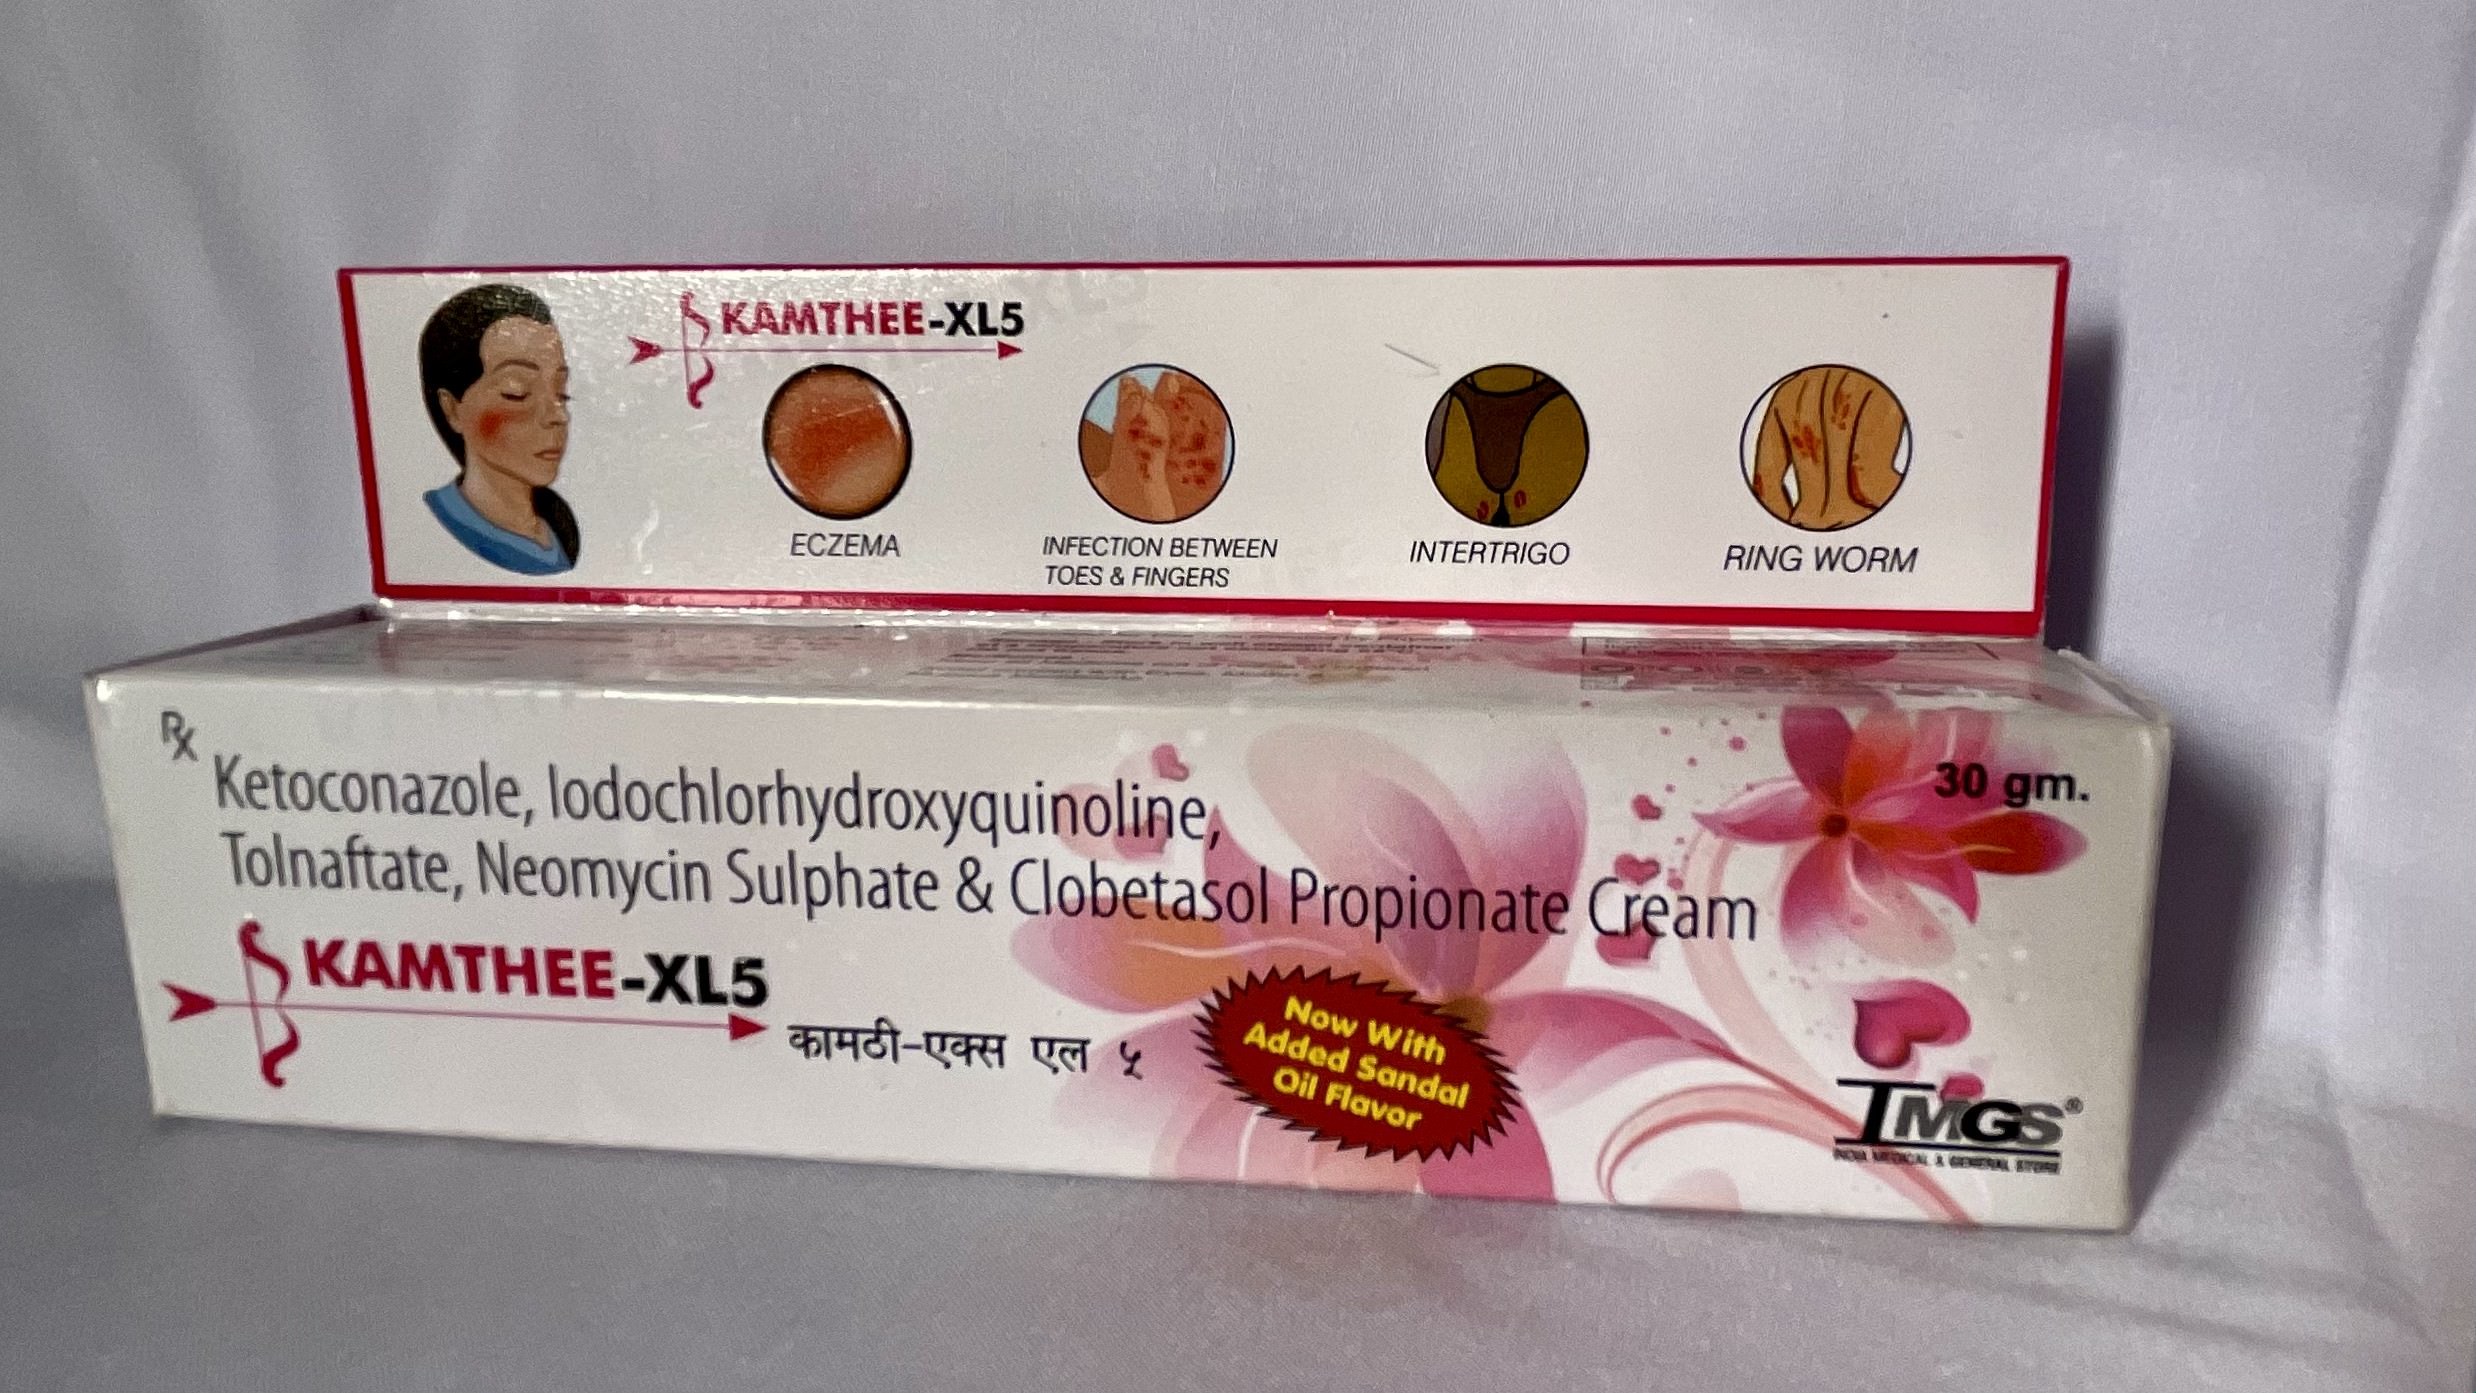 KAMTHEE-XL5
ECZEMA
INFECTION BETWEEN
TOES & FINGERS
INTERTRIGO
RING WORM
Rx
Ketoconazole, Iodochlorhydroxyquinoline,
Tolnaftate, Neomycin Sulphate & Clobetasol Propionate Cream
30 gm.
KAMTHEE-XL5
कामठी-एक्स एल ५
Now With
Added Sandal
Oil Flavor
IMGS®
INDIA MEDICAL & GENERAL STORE